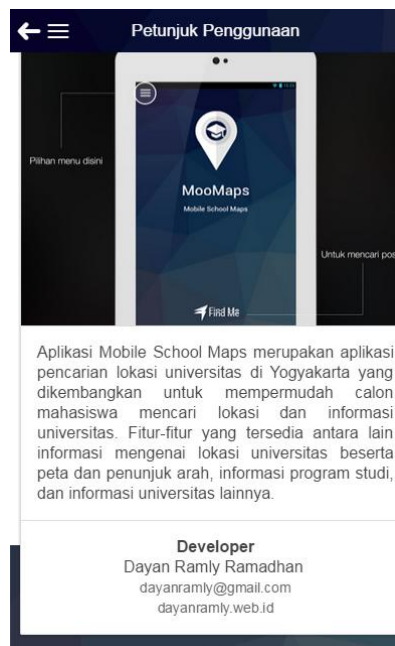 Petunjuk Penggunaan
Pilihan menu disini
MooMaps
Mobile School Maps
Untuk mencari pos
Find Me
Aplikasi Mobile School Maps merupakan aplikasi
pencarian lokasi universitas di Yogyakarta yang
dikembangkan untuk mempermudah calon
mahasiswa mencari lokasi dan informasi
universitas. Fitur-fitur yang tersedia antara lain
informasi mengenai lokasi universitas beserta
peta dan penunjuk arah, informasi program studi,
dan informasi universitas lainnya.
Developer
Dayan Ramly Ramadhan
dayanramly@gmail.com
dayanramly.web.id